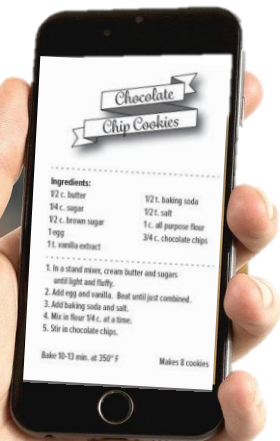 Chocolate
Chip Cookies
Ingredients:
1/2 c. butter
1/4 c. sugar
1/2 c. brown sugar
1 egg
1 t. vanilla extract
1/2 t. baking soda
1/2 t. salt
1 c. all purpose flour
3/4 c. chocolate chips
1. In a stand mixer, cream butter and sugars
until light and fluffy.
2. Add egg and vanilla. Beat until just combined.
3. Add baking soda and salt.
4. Mix in flour 1/4 c. at a time.
5. Stir in chocolate chips.
Bake 10-13 min. at 350° F
Makes 8 cookies